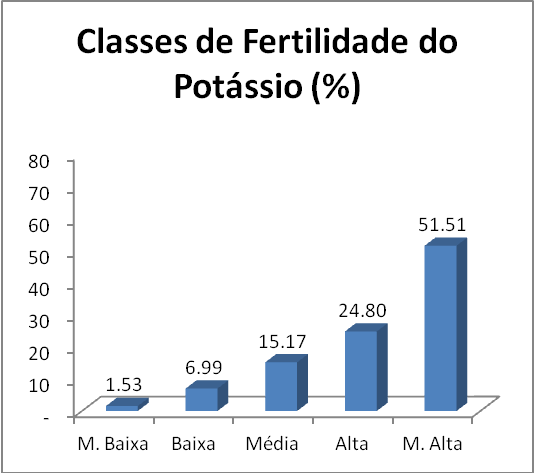 Classes de Fertilidade do
Potássio (%)
80
70
60
50
40
30
20
10
-
1.53
6.99
15.17
24.80
51.51
M. Baixa
Baixa
Média
Alta
M. Alta